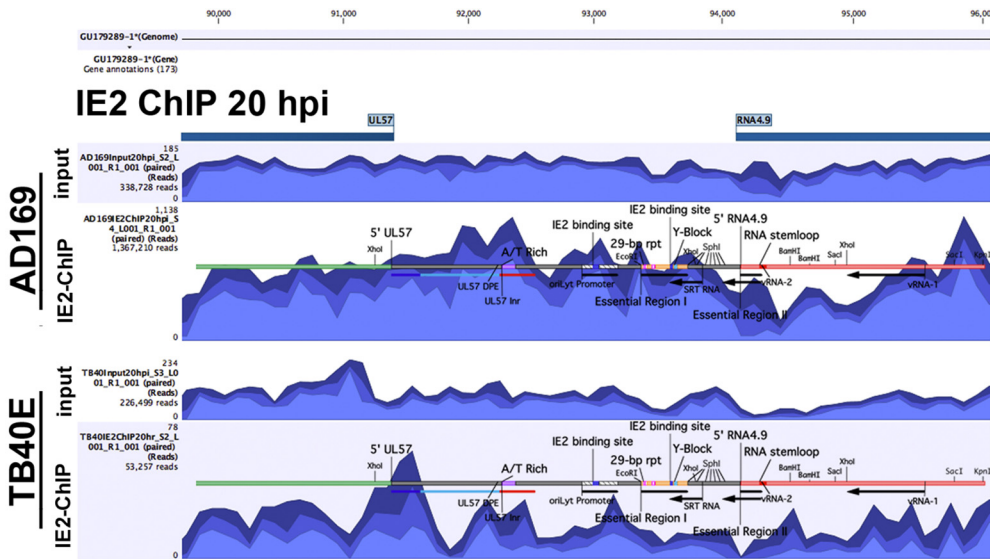 90,000 91,000 92,000 93,000 94,000 95,000 96,0
GU179289-1*(Genome)
GU179289-1*(Gene)
Gene annotations (173)
IE2 ChIP 20 hpi
UL57 RNA4.9
AD169
input
185
AD169Input20hpi_S2_L
001_R1_001 (paired)
(Reads)
338,728 reads
0
IE2-ChIP
1,138
AD169IE2ChIP20hpi_S
4_L001_R1_001
(paired) (Reads)
1,367,210 reads
0
IE2 binding site
IE2 binding site 5' RNA4.9
5' UL57 29-bp rpt Y-Block RNA stemloop
XhoI A/T Rich EcoRI XhoI SphI BamHI BamHI SacI XhoI SacI KpnI
UL57 DPE oriLyt Promoter SRT RNA vRNA-2 vRNA-1
UL57 Inr Essential Region I
Essential Region II
TB40E
input
234
TB40Input20hpi_S3_L0
01_R1_001 (paired)
(Reads)
226,499 reads
0
IE2-ChIP
78
TB40IE2ChIP20hr_S2_L
001_R1_001 (paired)
(Reads)
53,257 reads
0
IE2 binding site
IE2 binding site 5' RNA4.9
5' UL57 29-bp rpt Y-Block RNA stemloop
XhoI A/T Rich EcoRI XhoI SphI BamHI BamHI SacI XhoI SocI KpnI
UL57 DPE oriLyt Promoter SRT RNA vRNA-2 vRNA-1
UL57 Inr Essential Region I
Essential Region II